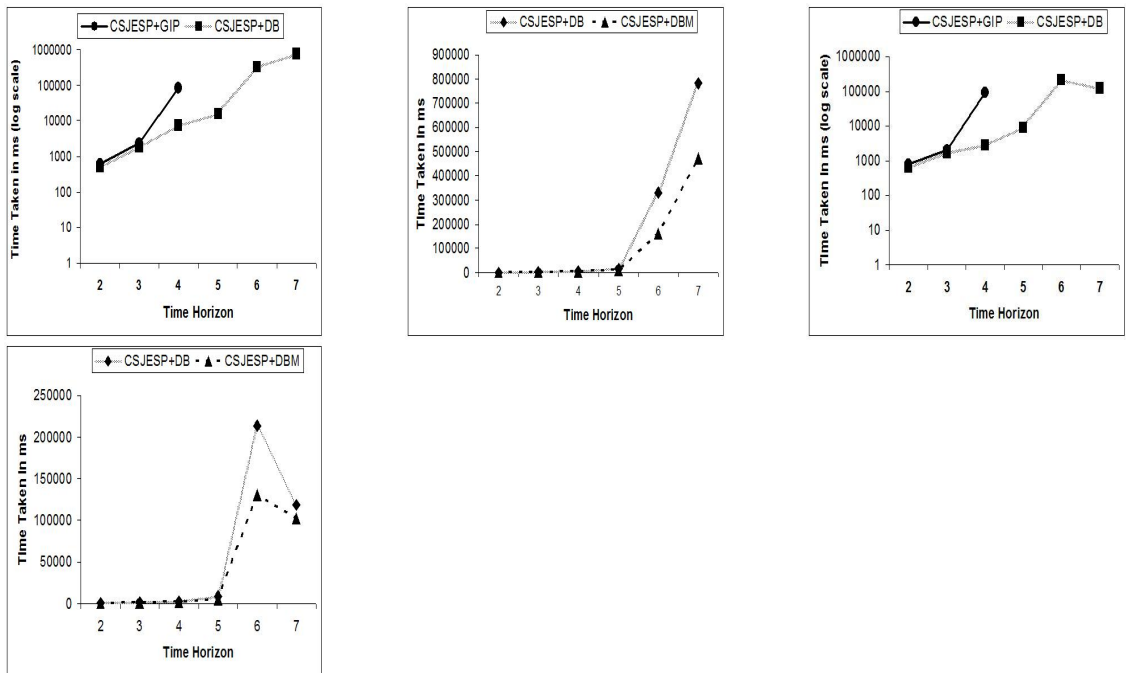 CSJESP+GIP CSJESP+DB
Time Taken in ms (log scale)
1000000
100000
10000
1000
100
10
1
2 3 4 5 6 7
Time Horizon
CSJESP+DB CSJESP+DBM
Time Taken in ms
900000
800000
700000
600000
500000
400000
300000
200000
100000
0
2 3 4 5 6 7
Time Horizon
CSJESP+GIP CSJESP+DB
Time Taken in ms (log scale)
1000000
100000
10000
1000
100
10
1
2 3 4 5 6 7
Time Horizon
CSJESP+DB CSJESP+DBM
Time Taken in ms
250000
200000
150000
100000
50000
0
2 3 4 5 6 7
Time Horizon